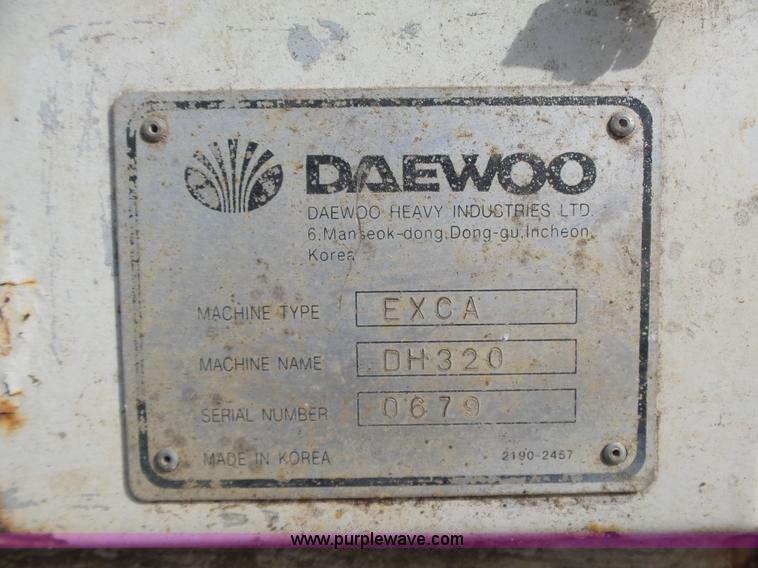 DAEWOO
DAEWOO HEAVY INDUSTRIES LTD.
6,Manseok-dong,Dong-gu,Incheon,
Korea
MACHINE TYPE EXCA
MACHINE NAME DH320
SERIAL NUMBER 0679
MADE IN KOREA 2190-2457
www.purplewave.com